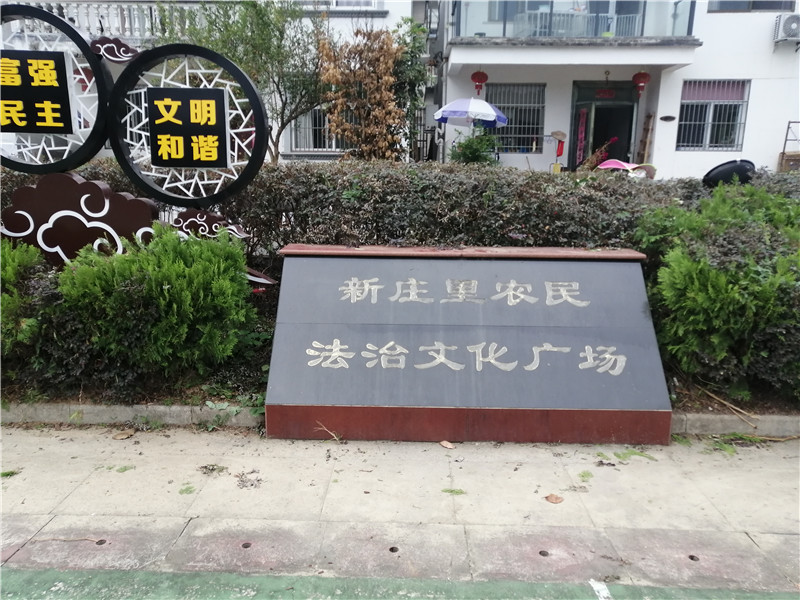 富强
民主
文明
和谐
新庄里农民
法治文化广场